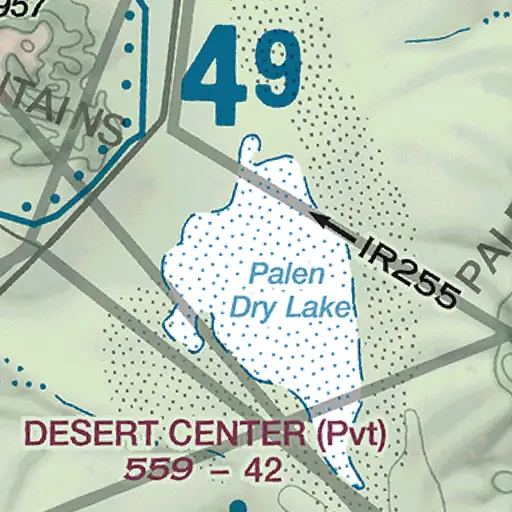 957
49
TAINS
IR255
PAL
Palen
Dry Lake
DESERT CENTER (Pvt)
559 – 42